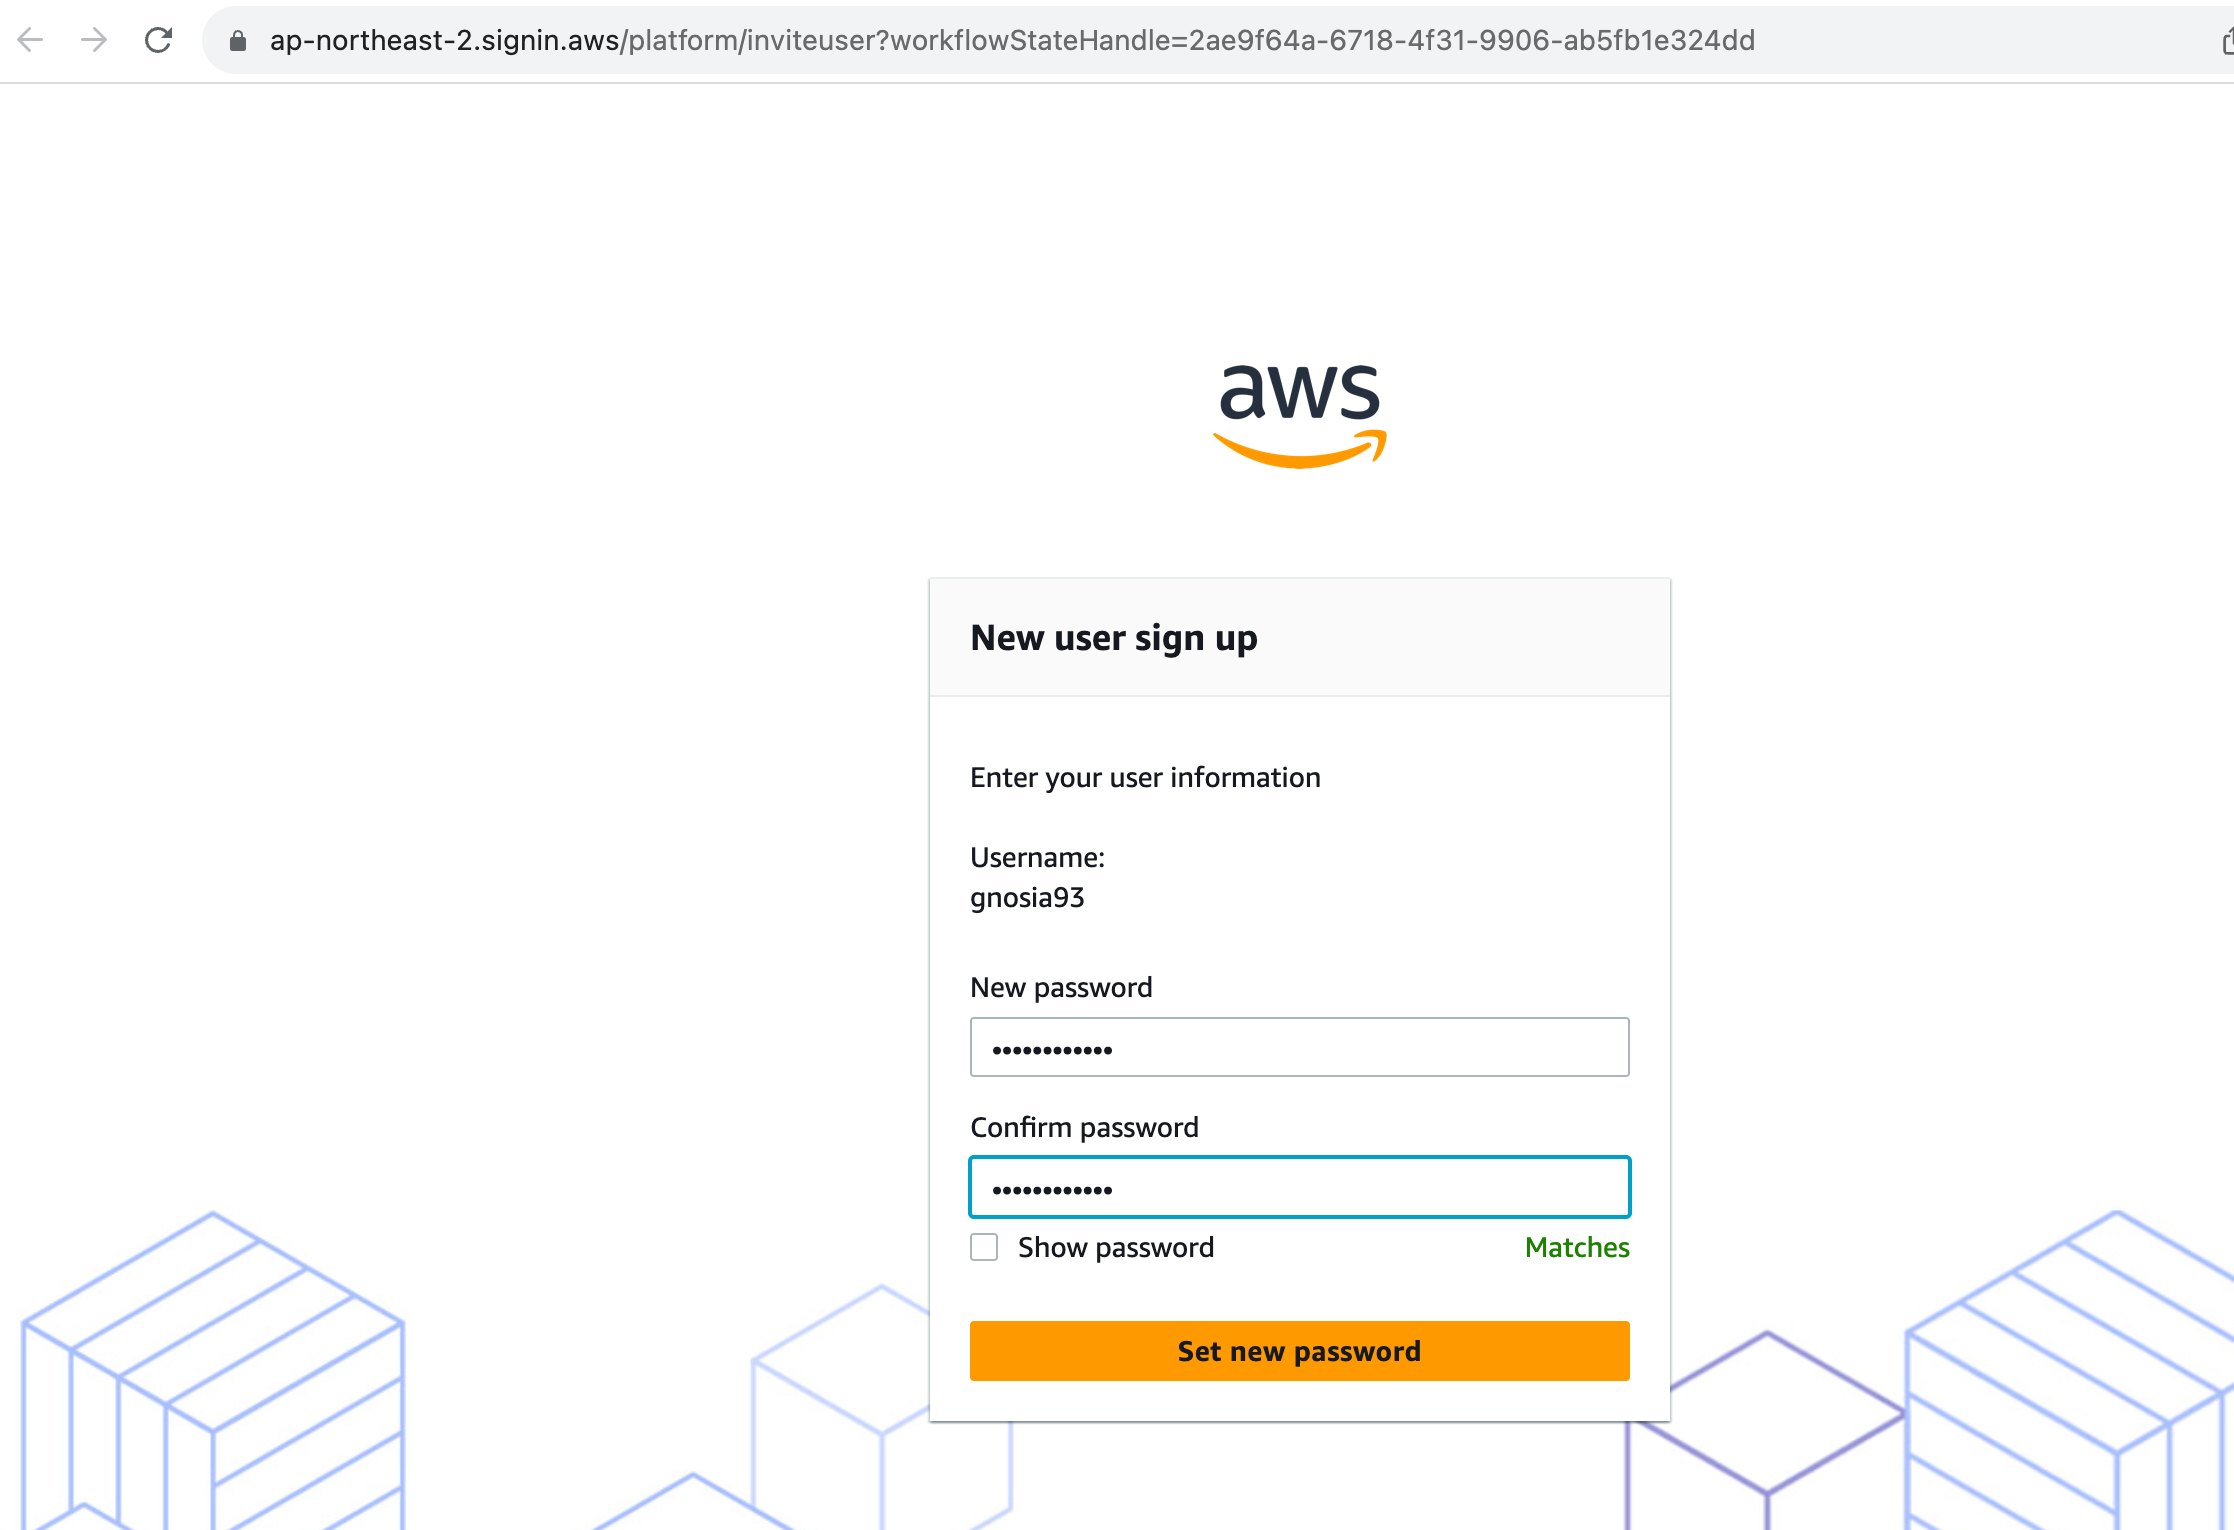 ap-northeast-2.signin.aws/platform/inviteuser?workflowStateHandle=2ae9f64a-6718-4f31-9906-ab5fb1e324dd
aws
New user sign up
Enter your user information
Username:
gnosia93
New password
••••••••••••
Confirm password
••••••••••••
Show password
Matches
Set new password